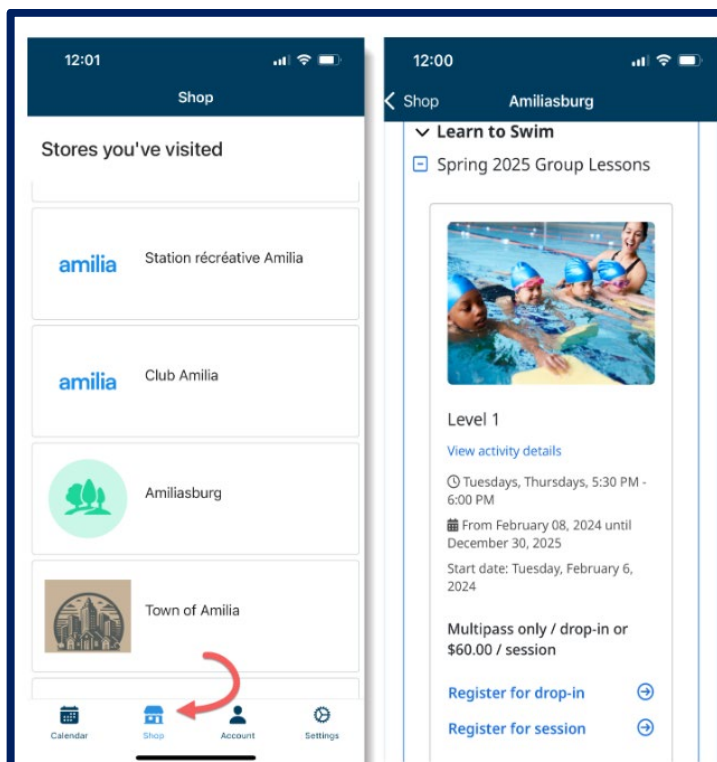 12:01
Shop
Stores you've visited
amilia
Station récréative Amilia
amilia
Club Amilia
Amiliasburg
Town of Amilia
Calendar
Shop
Account
Settings
12:00
Shop
Amiliasburg
Learn to Swim
Spring 2025 Group Lessons
Level 1
View activity details
Tuesdays, Thursdays, 5:30 PM -
6:00 PM
From February 08, 2024 until
December 30, 2025
Start date: Tuesday, February 6,
2024
Multipass only / drop-in or
$60.00 / session
Register for drop-in
Register for session